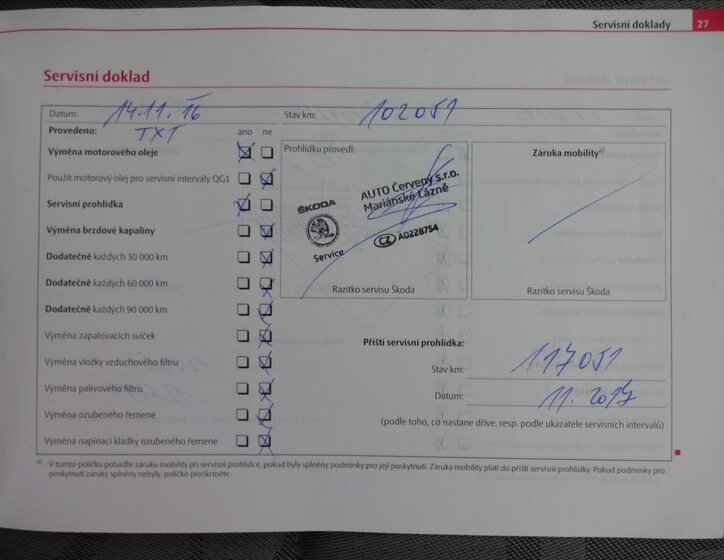 Servisní doklady 27
Servisní doklad
Datum: 14.11.16 Stav km: 102051
Provedeno: TXT ano ne
Výměna motorového oleje
Použit motorový olej pro servisní intervaly QG1
Servisní prohlídka
Výměna brzdové kapaliny
Dodatečně každých 30 000 km
Dodatečně každých 60 000 km
Dodatečně každých 90 000 km
Výměna zapalovacích svíček
Výměna vložky vzduchového filtru
Výměna palivového filtru
Výměna ozubeného řemene
Výměna napínací kladky ozubeného řemene
Prohlídku provedl:
ŠKODA
Service
AUTO Červený s.r.o.
Mariánské Lázně
CZ A0228754
Razítko servisu Škoda
Záruka mobility a)
Razítko servisu Škoda
Příští servisní prohlídka:
Stav km: 117051
Datum: 11. 2017
(podle toho, co nastane dříve, resp. podle ukazatele servisních intervalů)
a) V tomto políčku potvrďte záruku mobility při servisní prohlídce, pokud byly splněny podmínky pro její poskytnutí. Záruka mobility platí do příští servisní prohlídky. Pokud podmínky pro
poskytnutí záruky splněny nebyly, políčko proškrtněte.